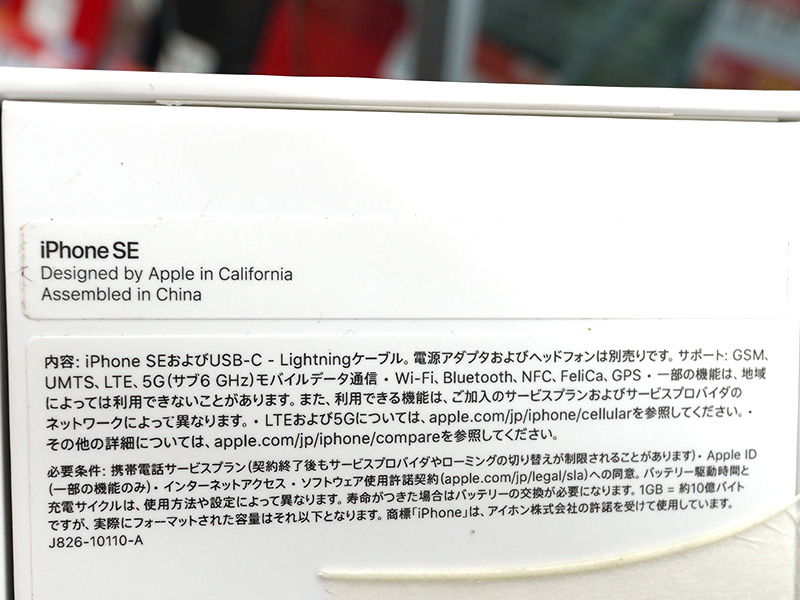 iPhone SE
Designed by Apple in California
Assembled in China
内容: iPhone SEおよびUSB-C - Lightningケーブル。電源アダプタおよびヘッドフォンは別売りです。サポート: GSM、
UMTS、LTE、5G(サブ6 GHz)モバイルデータ通信・Wi-Fi、Bluetooth、NFC、FeliCa、GPS・一部の機能は、地域
によっては利用できないことがあります。また、利用できる機能は、ご加入のサービスプランおよびサービスプロバイダの
ネットワークによって異なります。・LTEおよび5Gについては、apple.com/jp/iphone/cellularを参照してください。・
その他の詳細については、apple.com/jp/iphone/compareを参照してください。
必要条件: 携帯電話サービスプラン(契約終了後もサービスプロバイダやローミングの切り替えが制限されることがあります)・Apple ID
(一部の機能のみ)・インターネットアクセス・ソフトウェア使用許諾契約(apple.com/jp/legal/sla)への同意。バッテリー駆動時間と
充電サイクルは、使用方法や設定によって異なります。寿命がつきた場合はバッテリーの交換が必要になります。1GB = 約10億バイト
ですが、実際にフォーマットされた容量はそれ以下となります。商標「iPhone」は、アイホン株式会社の許諾を受けて使用しています。
J826-10110-A